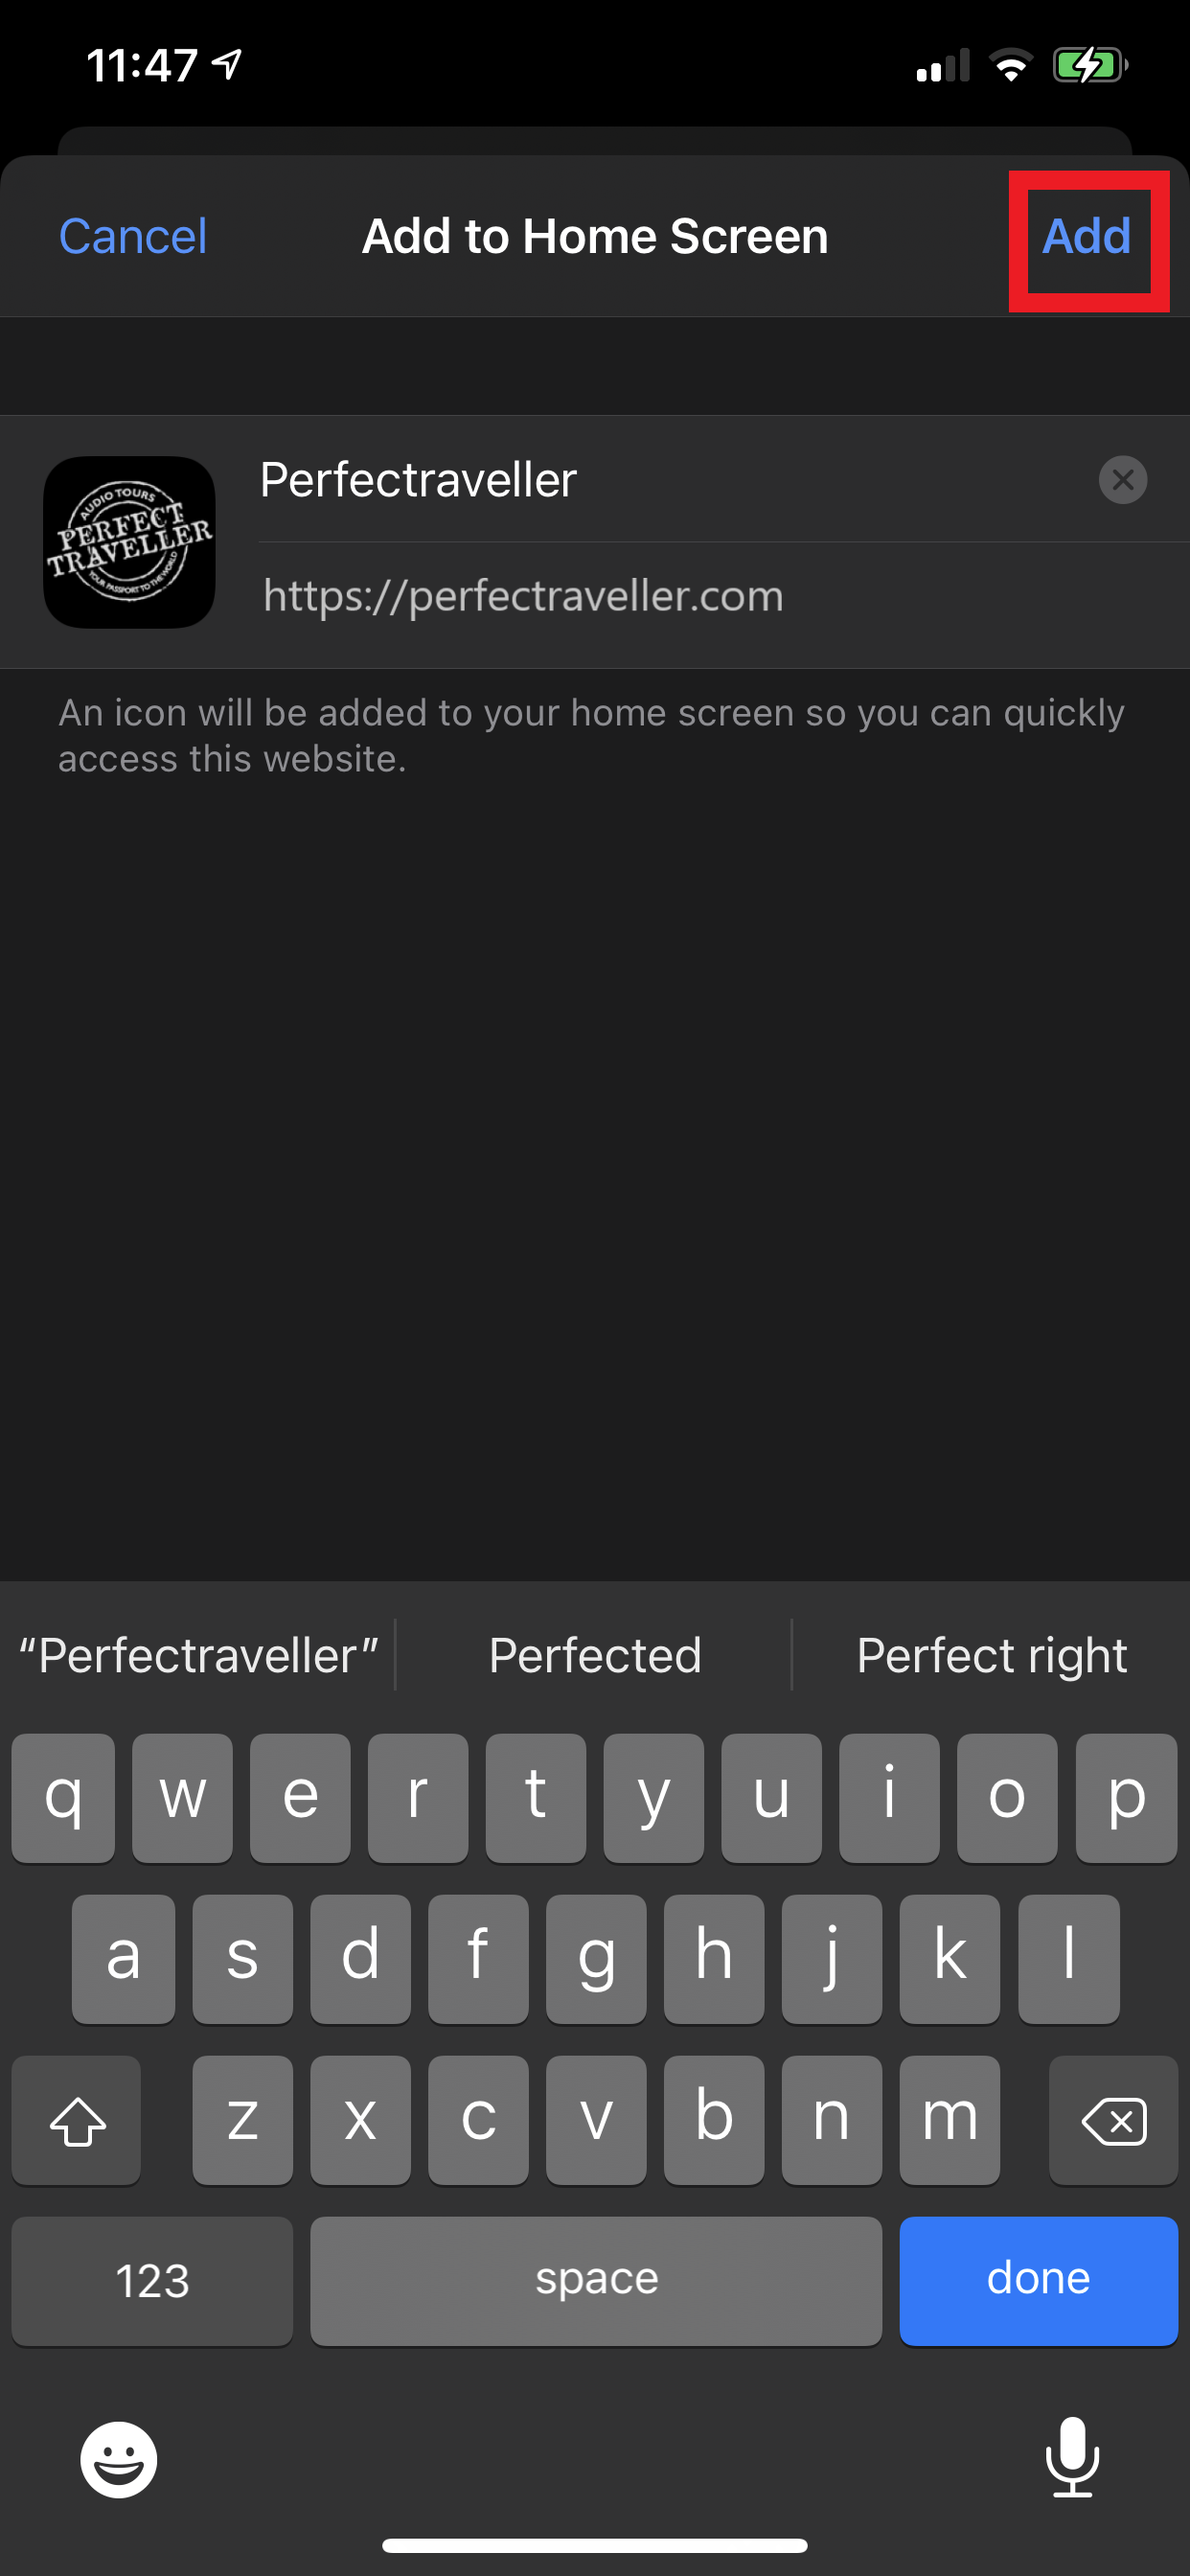 11:47
Cancel Add to Home Screen Add
AUDIO TOURS
PERFECT
TRAVELLER
YOUR PASSPORT TO THE WORLD
Perfectraveller
https://perfectraveller.com
An icon will be added to your home screen so you can quickly
access this website.
“Perfectraveller” Perfected Perfect right
q w e r t y u i o p
a s d f g h j k l
z x c v b n m
123 space done